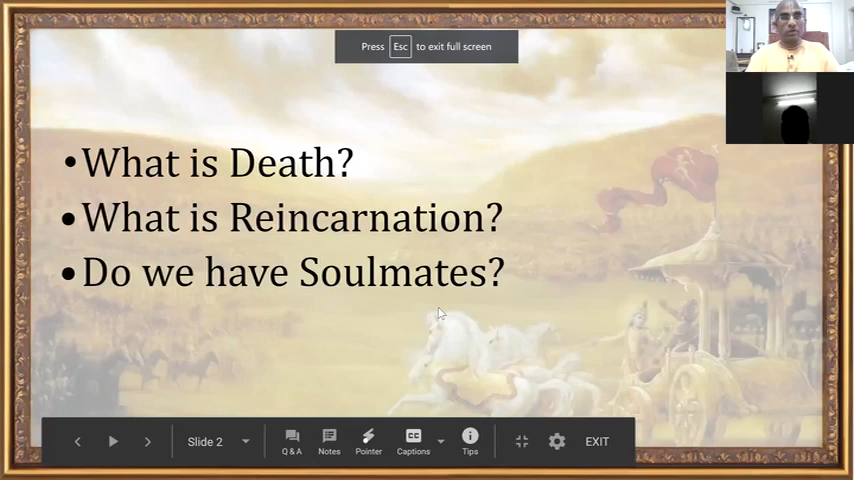 Press Esc to exit full screen
•What is Death?
•What is Reincarnation?
•Do we have Soulmates?
Slide 2
Q & A
Notes
Pointer
CC
Captions
Tips
EXIT